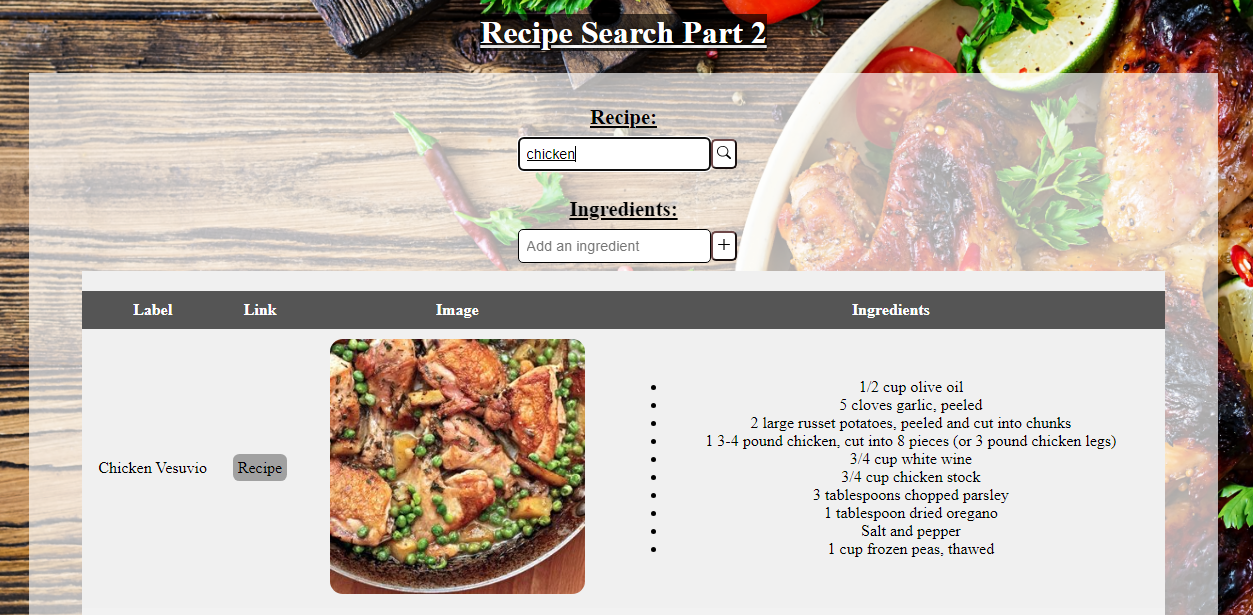 Recipe Search Part 2
Recipe:
chicken
Ingredients:
Add an ingredient
Label Link Image Ingredients
Chicken Vesuvio Recipe
1/2 cup olive oil
5 cloves garlic, peeled
2 large russet potatoes, peeled and cut into chunks
1 3-4 pound chicken, cut into 8 pieces (or 3 pound chicken legs)
3/4 cup white wine
3/4 cup chicken stock
3 tablespoons chopped parsley
1 tablespoon dried oregano
Salt and pepper
1 cup frozen peas, thawed